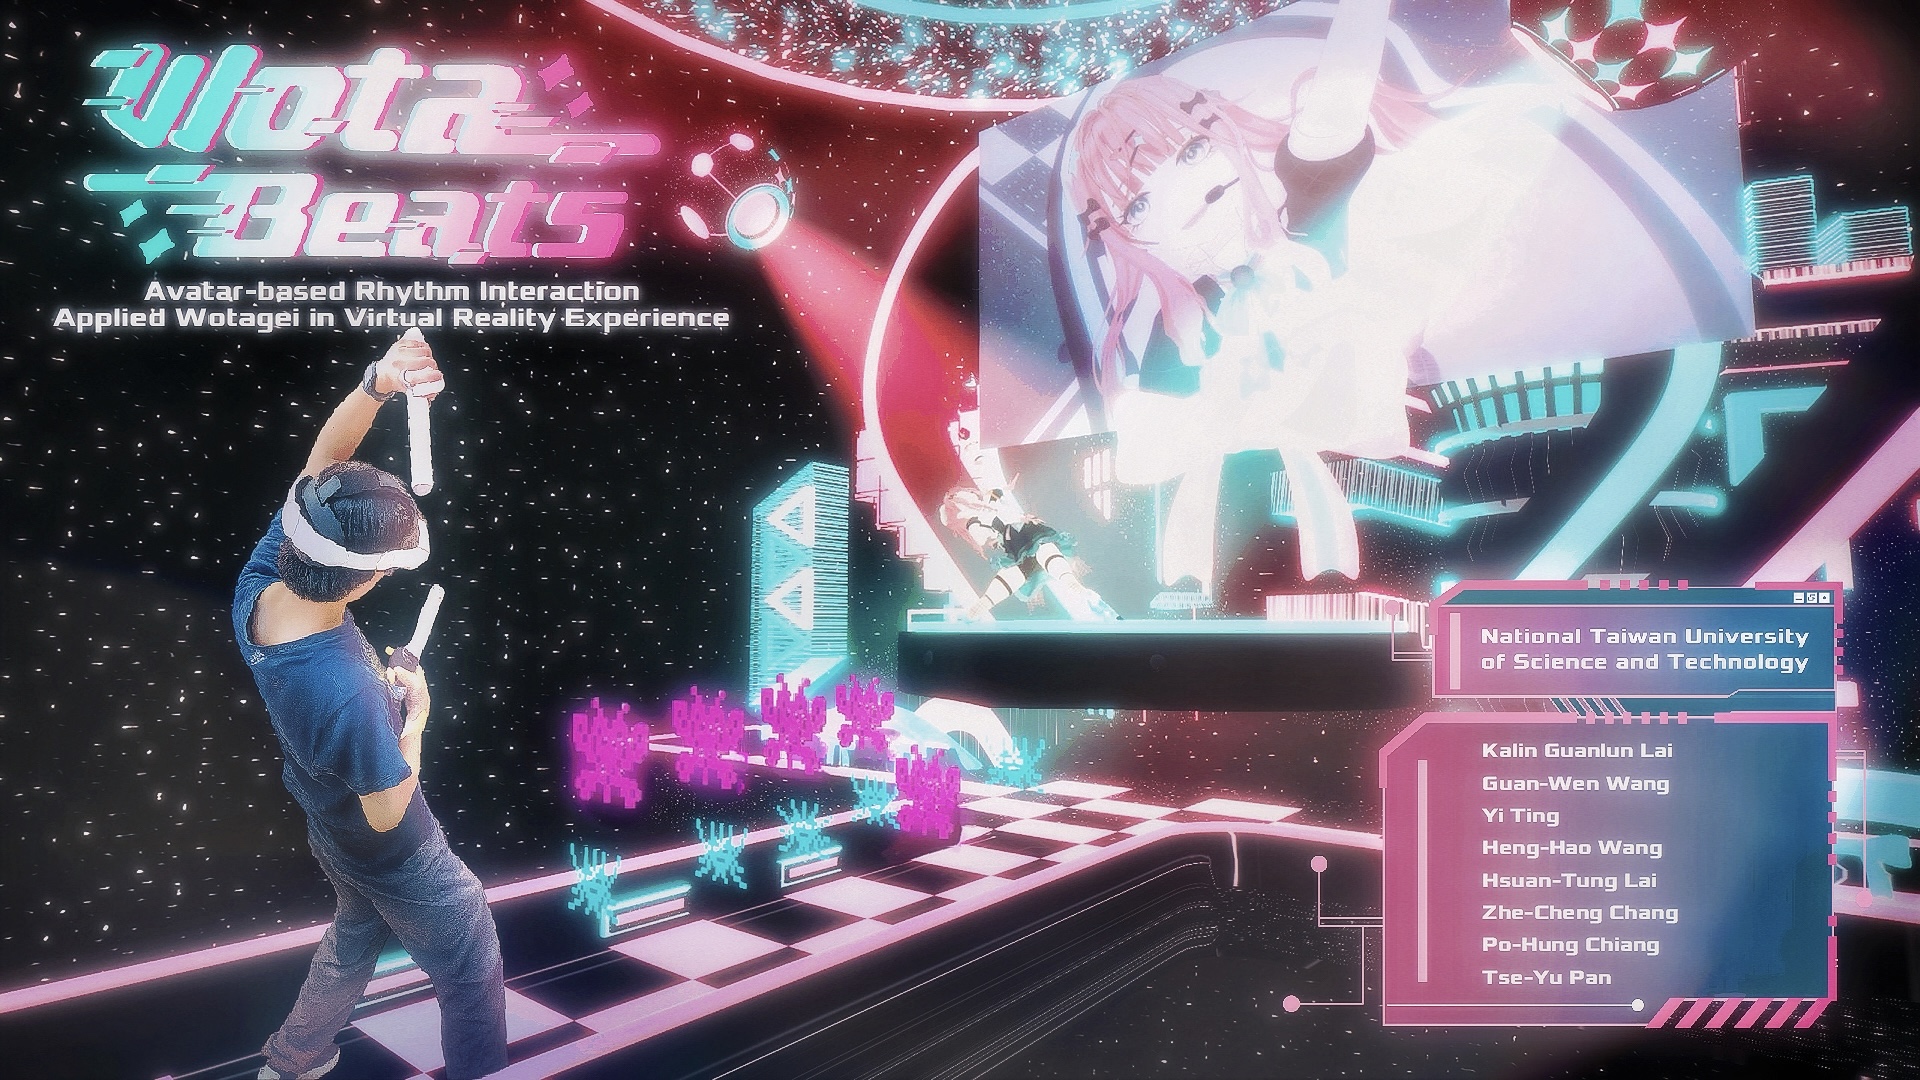 Wota
Beats
Avatar-based Rhythm Interaction
Applied Wotagei in Virtual Reality Experience
National Taiwan University
of Science and Technology
Kalin Guanlun Lai
Guan-Wen Wang
Yi Ting
Heng-Hao Wang
Hsuan-Tung Lai
Zhe-Cheng Chang
Po-Hung Chiang
Tse-Yu Pan